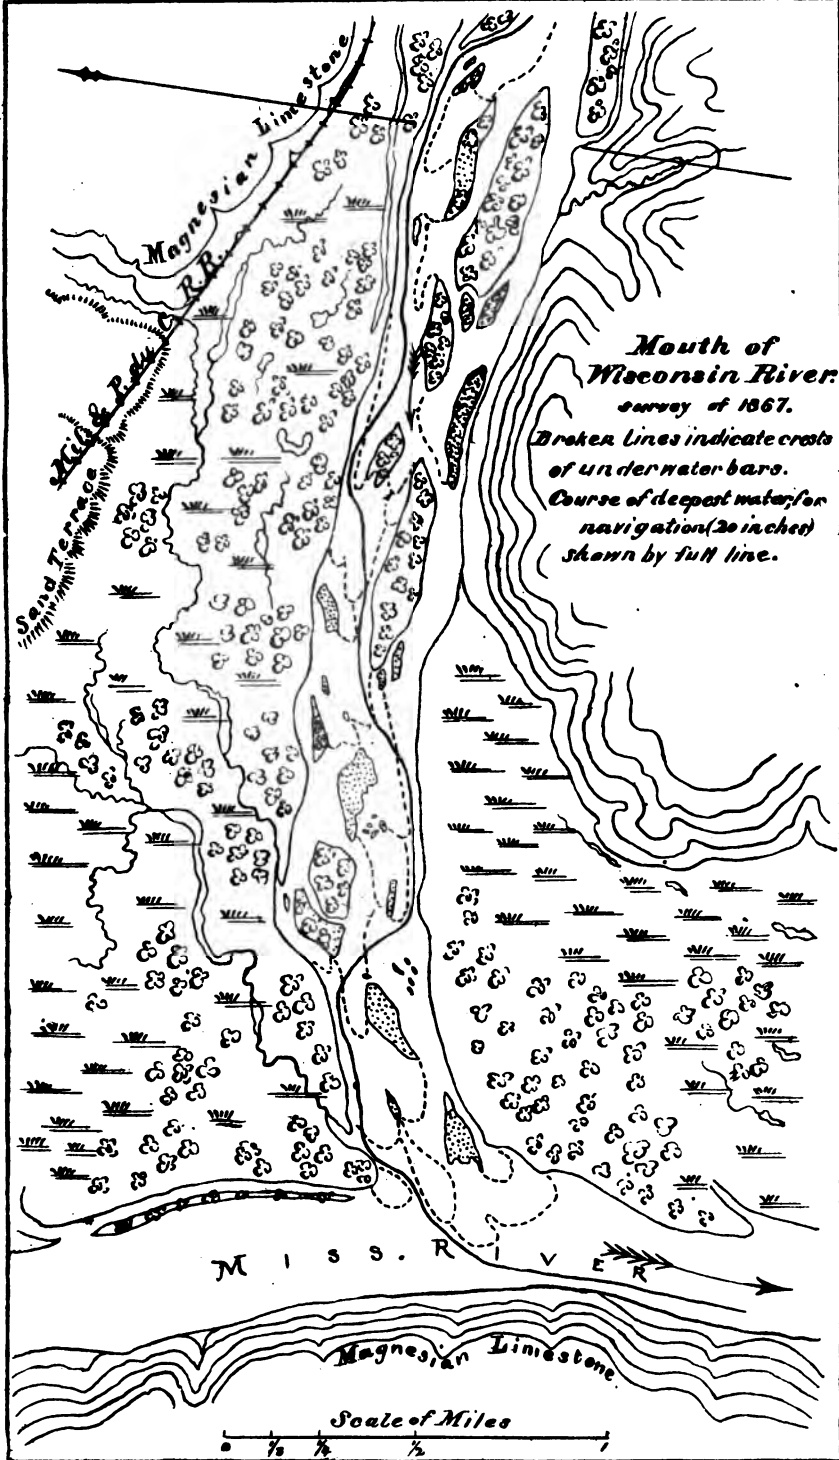 Magnesian Limestone
Mil & P. du C. R.R.
Sand Terrace
Mouth of
Wisconsin River.
survey of 1867.
Broken lines indicate crests
of underwater bars.
Course of deepest water, for
navigation (20 inches)
shown by full line.
Miss. River
Magnesian Limestone
Scale of Miles
0 1/8 1/4 1/2 1